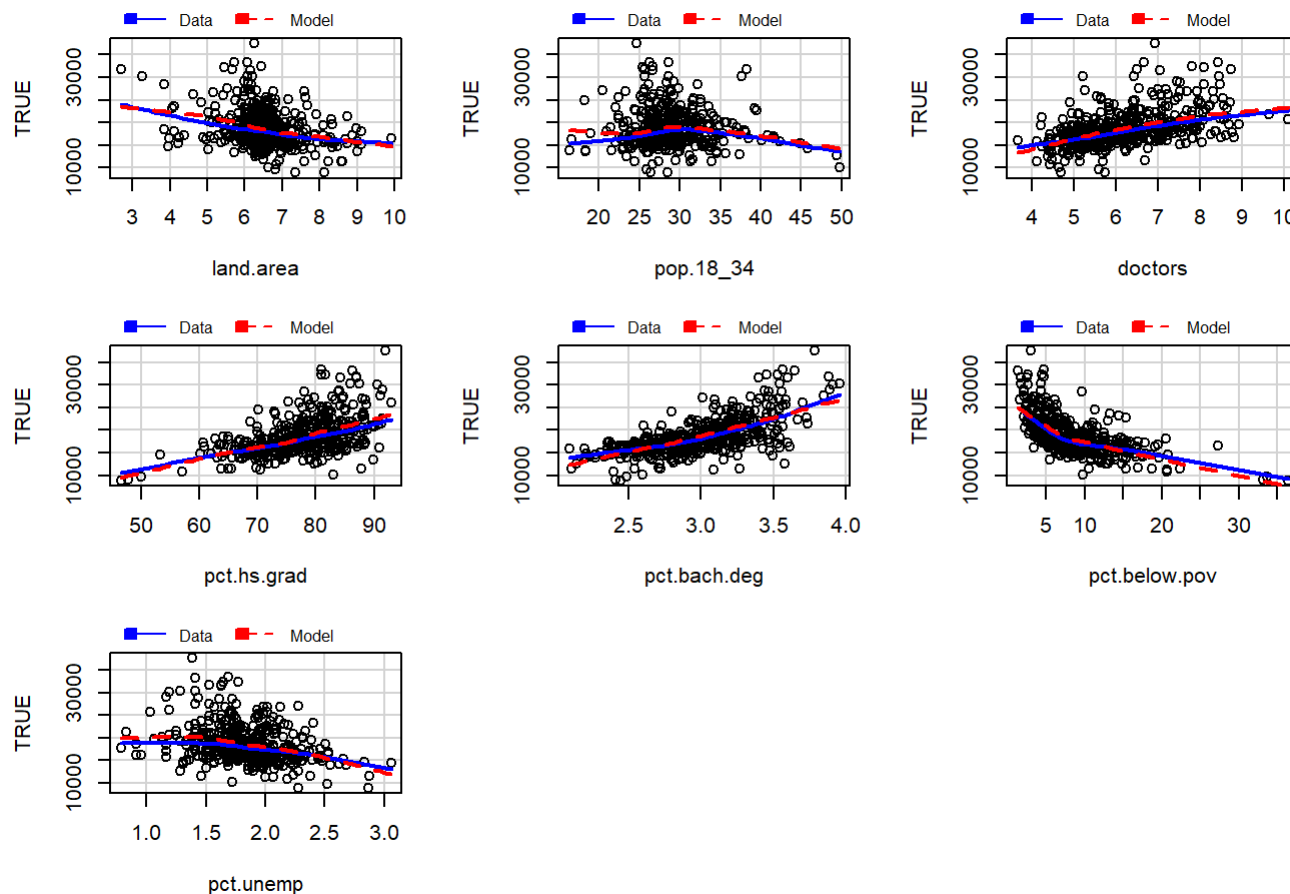 Data Model
TRUE
10000 30000
3 4 5 6 7 8 9 10
land.area
Data Model
TRUE
10000 30000
20 25 30 35 40 45 50
pop.18_34
Data Model
TRUE
10000 30000
4 5 6 7 8 9 10
doctors
Data Model
TRUE
10000 30000
50 60 70 80 90
pct.hs.grad
Data Model
TRUE
10000 30000
2.5 3.0 3.5 4.0
pct.bach.deg
Data Model
TRUE
10000 30000
5 10 20 30
pct.below.pov
Data Model
TRUE
10000 30000
1.0 1.5 2.0 2.5 3.0
pct.unemp